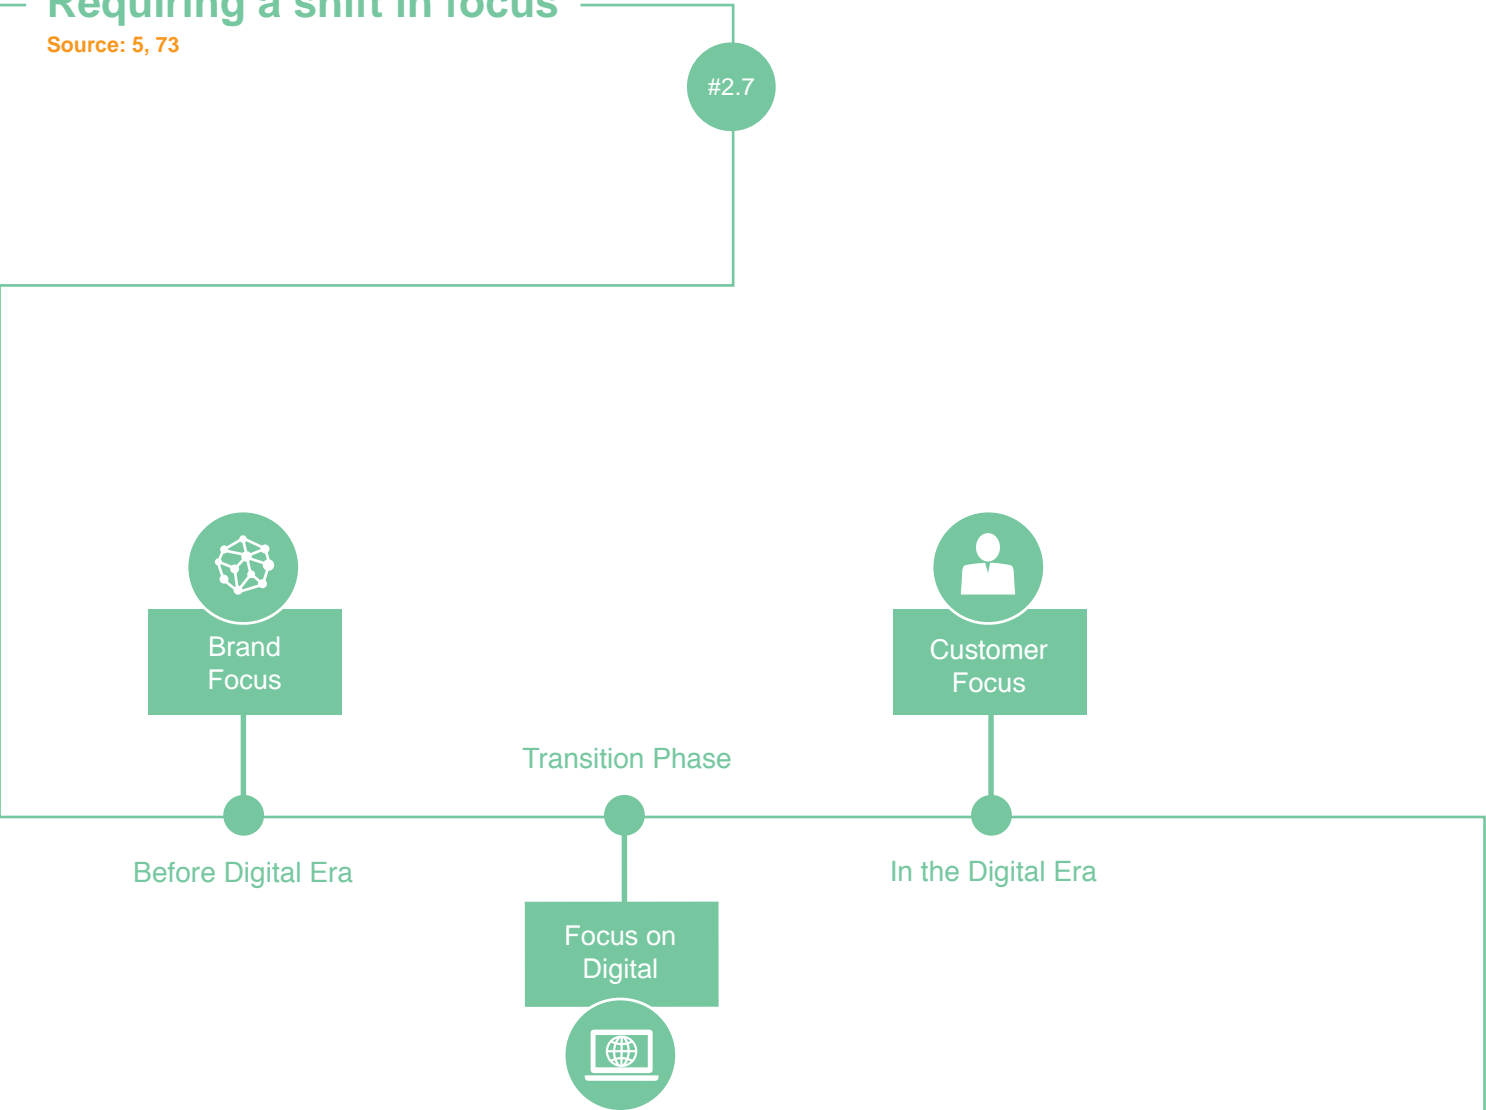 Requiring a shift in focus
Source: 5, 73
#2.7
Brand
Focus
Customer
Focus
Transition Phase
Before Digital Era
In the Digital Era
Focus on
Digital